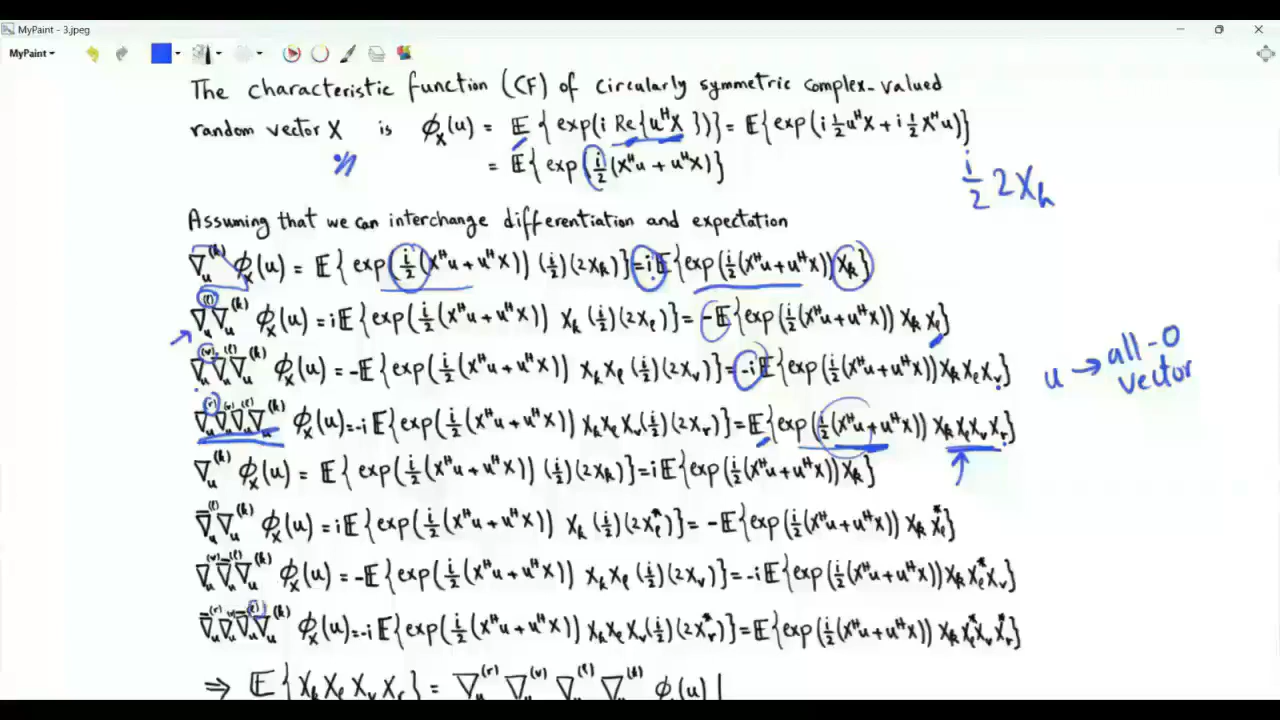 MyPaint - 3.jpeg
MyPaint
The characteristic function (CF) of circularly symmetric complex-valued
random vector X is ϕ_X(u) = 𝔼{exp(i Re{u^H X})} = 𝔼{exp(i ½ u^H X + i ½ X^H u)}
= 𝔼{exp (i/2 (X^H u + u^H X)}
i/2 2X_k
Assuming that we can interchange differentiation and expectation
∇_u^(k) ϕ_X(u) = 𝔼{exp(i/2 (X^H u + u^H X)) (i/2)(2X_k)} = i𝔼{exp(i/2 (X^H u + u^H X)) X_k}
∇_u^(ℓ) ∇_u^(k) ϕ_X(u) = i𝔼{exp(i/2 (X^H u + u^H X)) X_k (i/2)(2X_ℓ)} = -𝔼{exp(i/2 (X^H u + u^H X)) X_k X_ℓ}
∇_u^(v) ∇_u^(ℓ) ∇_u^(k) ϕ_X(u) = -𝔼{exp(i/2 (X^H u + u^H X)) X_k X_ℓ (i/2)(2X_v)} = -i𝔼{exp(i/2 (X^H u + u^H X)) X_k X_ℓ X_v}
u → all-0 vector
∇_u^(r) ∇_u^(v) ∇_u^(ℓ) ∇_u^(k) ϕ_X(u) = -i𝔼{exp(i/2 (X^H u + u^H X)) X_k X_ℓ X_v (i/2)(2X_r)} = 𝔼{exp(i/2 (X^H u + u^H X)) X_k X_ℓ X_v X_r}
∇_u^(k) ϕ_X(u) = 𝔼{exp(i/2 (X^H u + u^H X)) (i/2)(2X_k)} = i𝔼{exp(i/2 (X^H u + u^H X)) X_k}
∇̄_u^(ℓ) ∇_u^(k) ϕ_X(u) = i𝔼{exp(i/2 (X^H u + u^H X)) X_k (i/2)(2X_ℓ^*)} = -𝔼{exp(i/2 (X^H u + u^H X)) X_k X_ℓ^*}
∇_u^(v) ∇̄_u^(ℓ) ∇_u^(k) ϕ_X(u) = -𝔼{exp(i/2 (X^H u + u^H X)) X_k X_ℓ (i/2)(2X_v)} = -i𝔼{exp(i/2 (X^H u + u^H X)) X_k X_ℓ^* X_v}
∇̄_u^(r) ∇_u^(v) ∇̄_u^(ℓ) ∇_u^(k) ϕ_X(u) = -i𝔼{exp(i/2 (X^H u + u^H X)) X_k X_ℓ X_v (i/2)(2X_r^*)} = 𝔼{exp(i/2 (X^H u + u^H X)) X_k X_ℓ^* X_v X_r^*}
⇒ 𝔼{X_k X_ℓ X_v X_r} = ∇_u^(r) ∇_u^(v) ∇_u^(ℓ) ∇_u^(k) ϕ_X(u) |